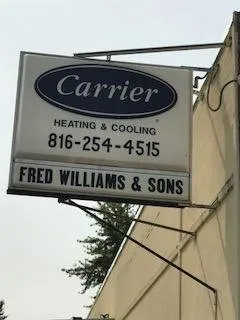 Carrier
HEATING & COOLING
816-254-4515
FRED WILLIAMS & SONS